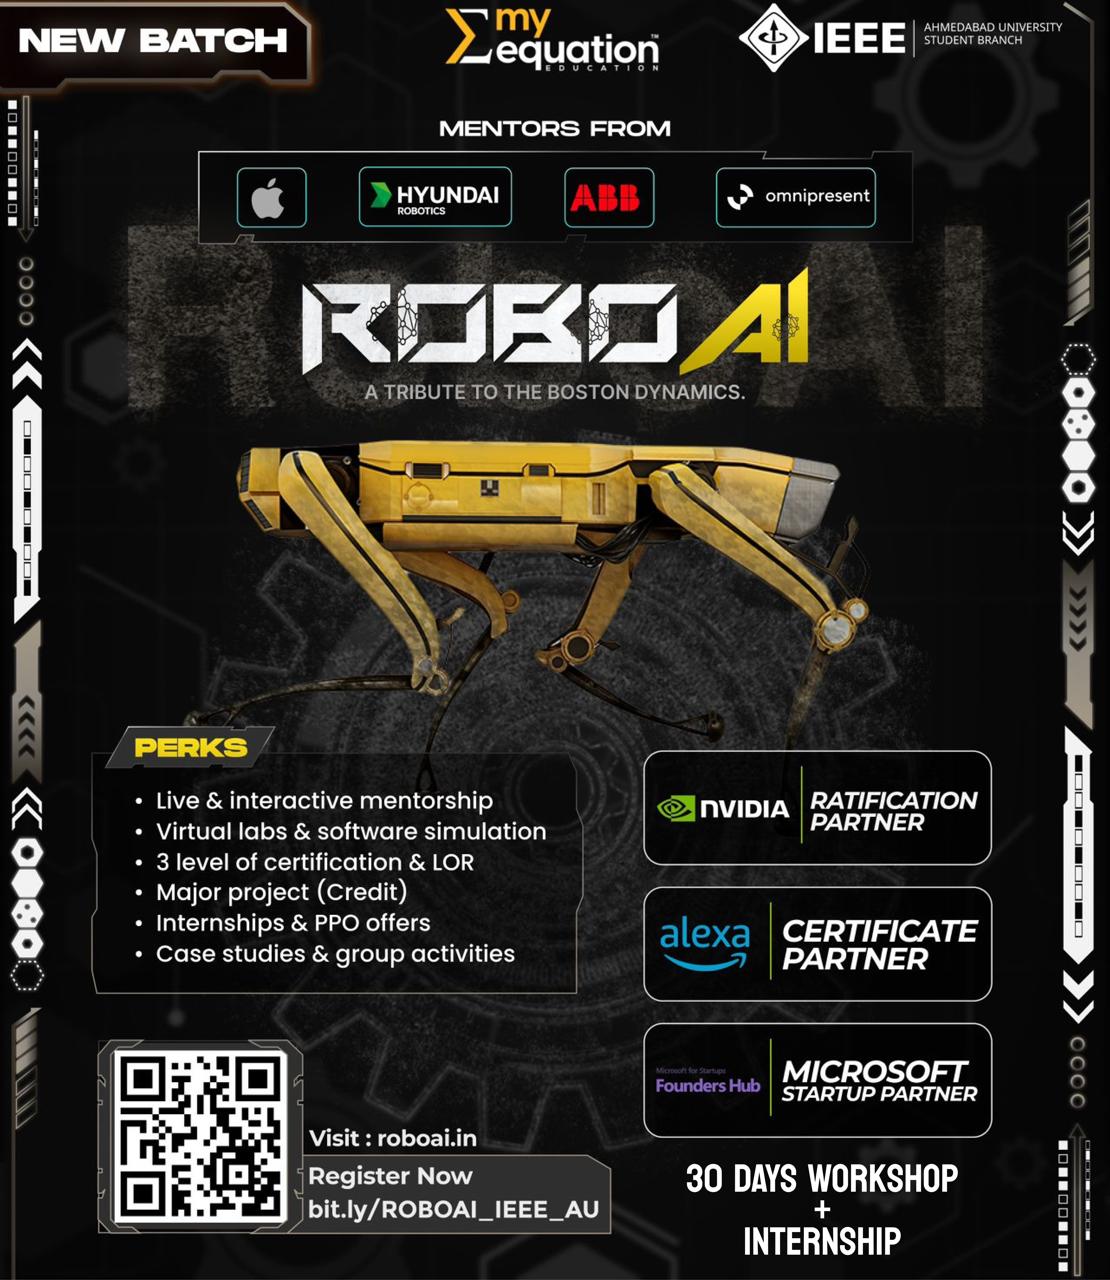 NEW BATCH
my
equation™
EDUCATION
IEEE
AHMEDABAD UNIVERSITY
STUDENT BRANCH
MENTORS FROM
HYUNDAI
ROBOTICS
ABB
omnipresent
RoboAI
ROBO AI
A TRIBUTE TO THE BOSTON DYNAMICS.
PERKS
• Live & interactive mentorship
• Virtual labs & software simulation
• 3 level of certification & LOR
• Major project (Credit)
• Internships & PPO offers
• Case studies & group activities
NVIDIA
RATIFICATION
PARTNER
alexa
CERTIFICATE
PARTNER
Microsoft for Startups
Founders Hub
MICROSOFT
STARTUP PARTNER
Visit : roboai.in
Register Now
bit.ly/ROBOAI_IEEE_AU
30 DAYS WORKSHOP
+
INTERNSHIP